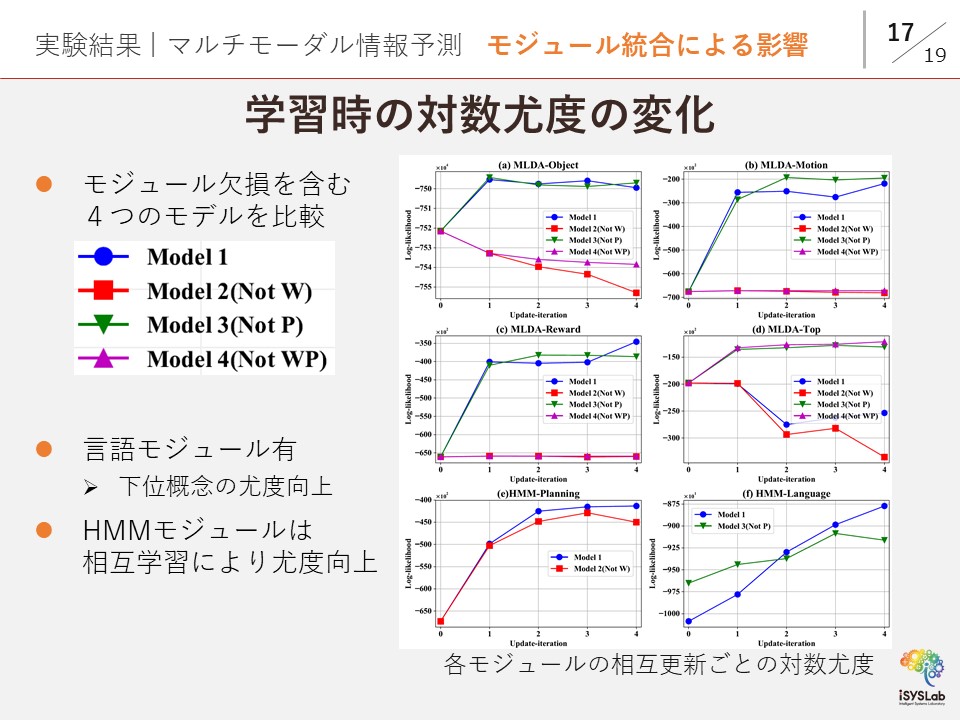 実験結果 | マルチモーダル情報予測 モジュール統合による影響
17
19
学習時の対数尤度の変化
モジュール欠損を含む
４つのモデルを比較
Model 1
Model 2(Not W)
Model 3(Not P)
Model 4(Not WP)
言語モジュール有
下位概念の尤度向上
HMMモジュールは
相互学習により尤度向上
(a) MLDA-Object
Log-likelihood
−750
−751
−752
−753
−754
−755
Model 1
Model 2(Not W)
Model 3(Not P)
Model 4(Not WP)
0 1 2 3 4
Update-iteration
(b) MLDA-Motion
Log-likelihood
−200
−300
−400
−500
−600
−700
Model 1
Model 2(Not W)
Model 3(Not P)
Model 4(Not WP)
0 1 2 3 4
Update-iteration
(c) MLDA-Reward
Log-likelihood
−350
−400
−450
−500
−550
−600
−650
Model 1
Model 2(Not W)
Model 3(Not P)
Model 4(Not WP)
0 1 2 3 4
Update-iteration
(d) MLDA-Top
Log-likelihood
−150
−200
−250
−300
Model 1
Model 2(Not W)
Model 3(Not P)
Model 4(Not WP)
0 1 2 3 4
Update-iteration
(e)HMM-Planning
Log-likelihood
−400
−450
−500
−550
−600
−650
Model 1
Model 2(Not W)
0 1 2 3 4
Update-iteration
(f) HMM-Language
Log-likelihood
−875
−900
−925
−950
−975
−1000
Model 1
Model 3(Not P)
0 1 2 3 4
Update-iteration
各モジュールの相互更新ごとの対数尤度
iSYSLab
Intelligent Systems Laboratory